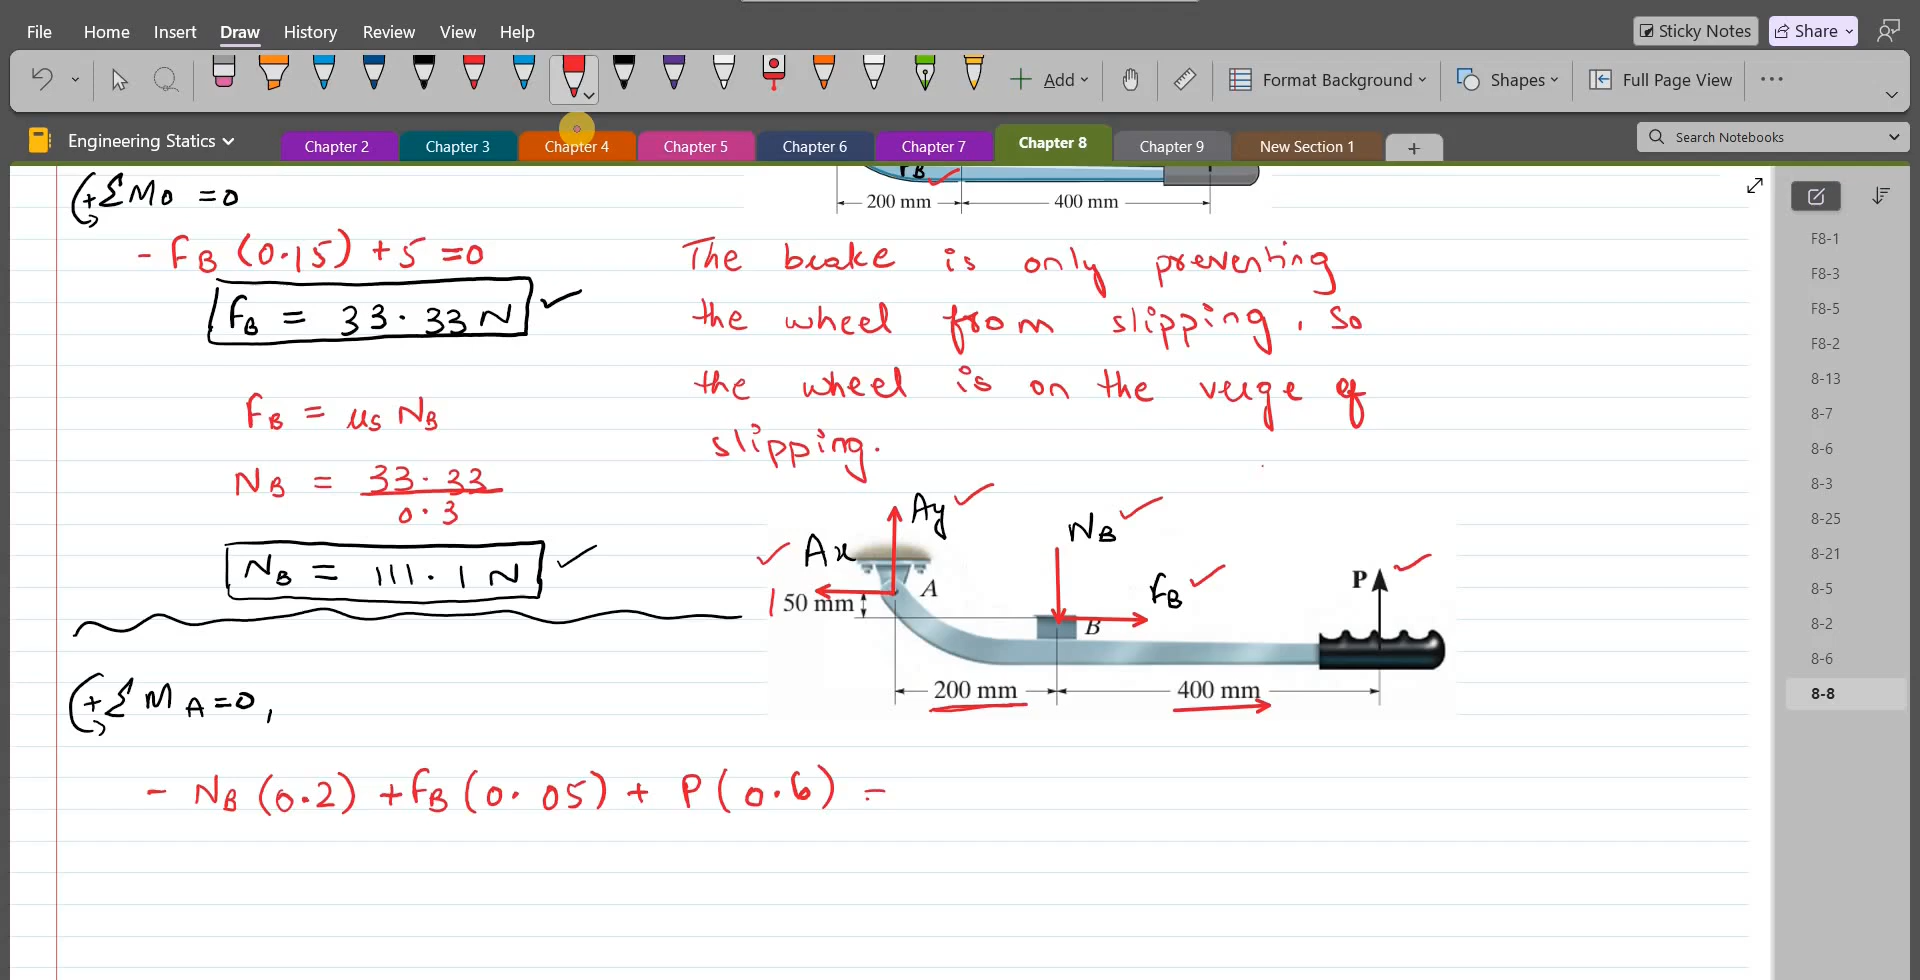 File Home Insert Draw History Review View Help
Sticky Notes Share
Add Format Background Shapes Full Page View
Engineering Statics
Chapter 2 Chapter 3 Chapter 4 Chapter 5 Chapter 6 Chapter 7 Chapter 8 Chapter 9 New Section 1 +
Search Notebooks
(+ ΣM0 = 0
- FB (0.15) + 5 = 0
FB = 33.33 N
FB = μs NB
NB = 33.33 / 0.3
NB = 111.1 N
FB
200 mm 400 mm
The brake is only preventing
the wheel from slipping, so
the wheel is on the verge of
slipping.
Ay
Ax
A
50 mm
NB
FB
B
P
200 mm 400 mm
(+ ΣMA = 0,
- NB (0.2) + FB (0.05) + P (0.6) =
F8-1
F8-3
F8-5
F8-2
8-13
8-7
8-6
8-3
8-25
8-21
8-5
8-2
8-6
8-8